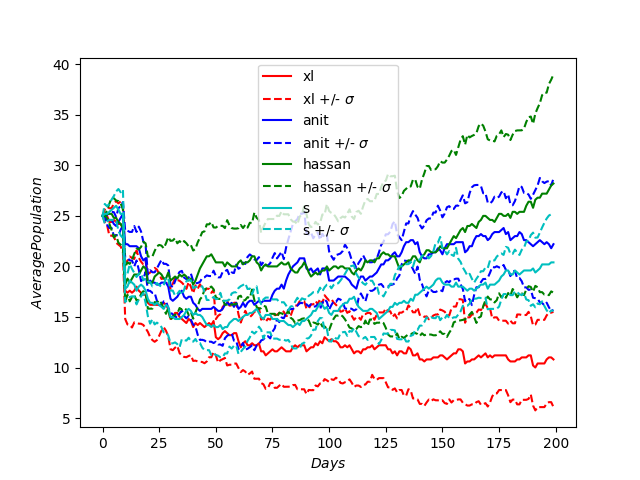 40
35
30
25
20
15
10
5
AveragePopulation
xl
xl +/- σ
anit
anit +/- σ
hassan
hassan +/- σ
s
s +/- σ
0 25 50 75 100 125 150 175 200
Days